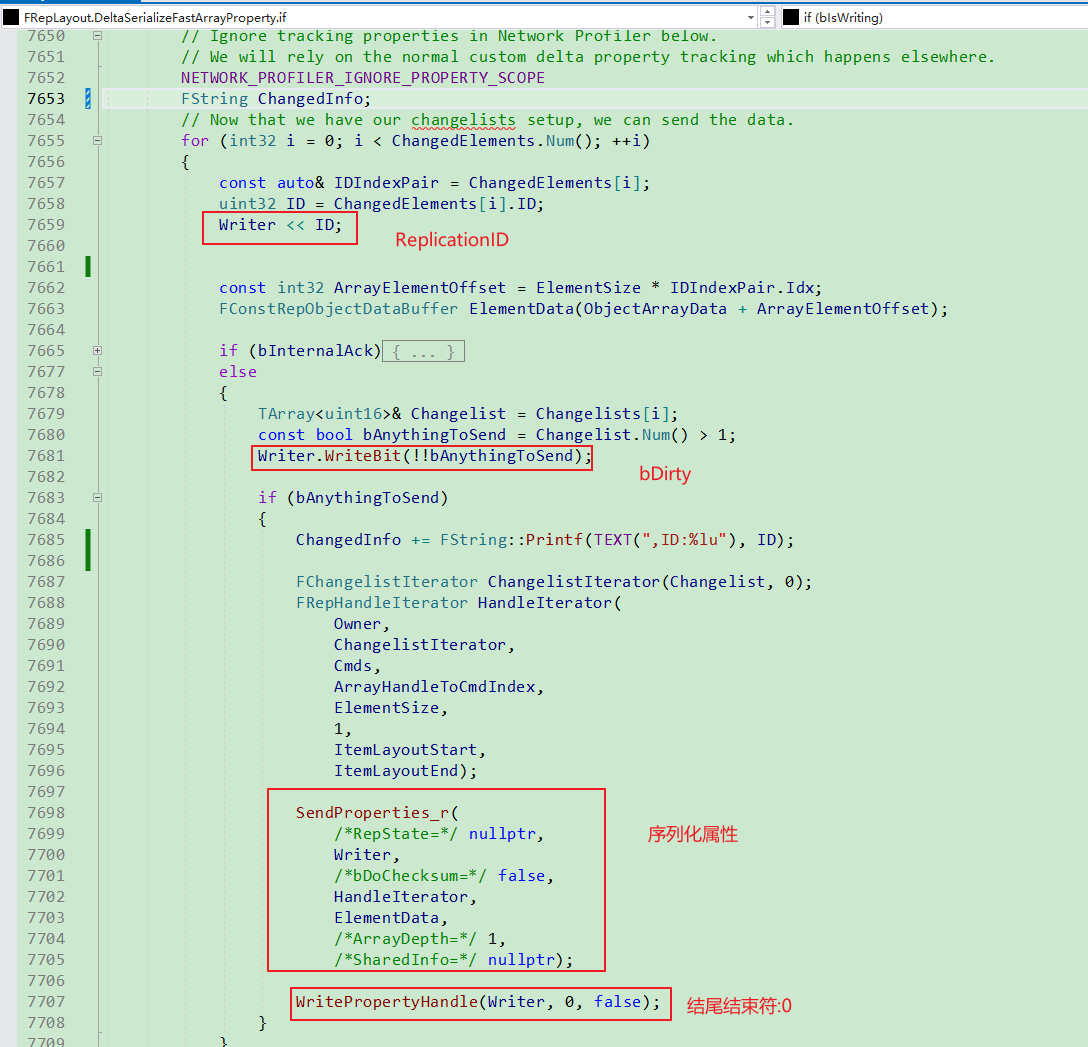 FRepLayout.DeltaSerializeFastArrayProperty.if
if (bIsWriting)
7650 // Ignore tracking properties in Network Profiler below.
7651 // We will rely on the normal custom delta property tracking which happens elsewhere.
7652 NETWORK_PROFILER_IGNORE_PROPERTY_SCOPE
7653 FString ChangedInfo;
7654 // Now that we have our changelists setup, we can send the data.
7655 for (int32 i = 0; i < ChangedElements.Num(); ++i)
7656 {
7657 const auto& IDIndexPair = ChangedElements[i];
7658 uint32 ID = ChangedElements[i].ID;
7659 Writer << ID;
ReplicationID
7660
7661
7662 const int32 ArrayElementOffset = ElementSize * IDIndexPair.Idx;
7663 FConstRepObjectDataBuffer ElementData(ObjectArrayData + ArrayElementOffset);
7664
7665 if (bInternalAck){ ... }
7677 else
7678 {
7679 TArray<uint16>& Changelist = Changelists[i];
7680 const bool bAnythingToSend = Changelist.Num() > 1;
7681 Writer.WriteBit(!!bAnythingToSend);
bDirty
7682
7683 if (bAnythingToSend)
7684 {
7685 ChangedInfo += FString::Printf(TEXT(",ID:%lu"), ID);
7686
7687 FChangelistIterator ChangelistIterator(Changelist, 0);
7688 FRepHandleIterator HandleIterator(
7689 Owner,
7690 ChangelistIterator,
7691 Cmds,
7692 ArrayHandleToCmdIndex,
7693 ElementSize,
7694 1,
7695 ItemLayoutStart,
7696 ItemLayoutEnd);
7697
7698 SendProperties_r(
7699 /*RepState=*/ nullptr,
序列化属性
7700 Writer,
7701 /*bDoChecksum=*/ false,
7702 HandleIterator,
7703 ElementData,
7704 /*ArrayDepth=*/ 1,
7705 /*SharedInfo=*/ nullptr);
7706
7707 WritePropertyHandle(Writer, 0, false);
结尾结束符:0
7708 }
7709 }